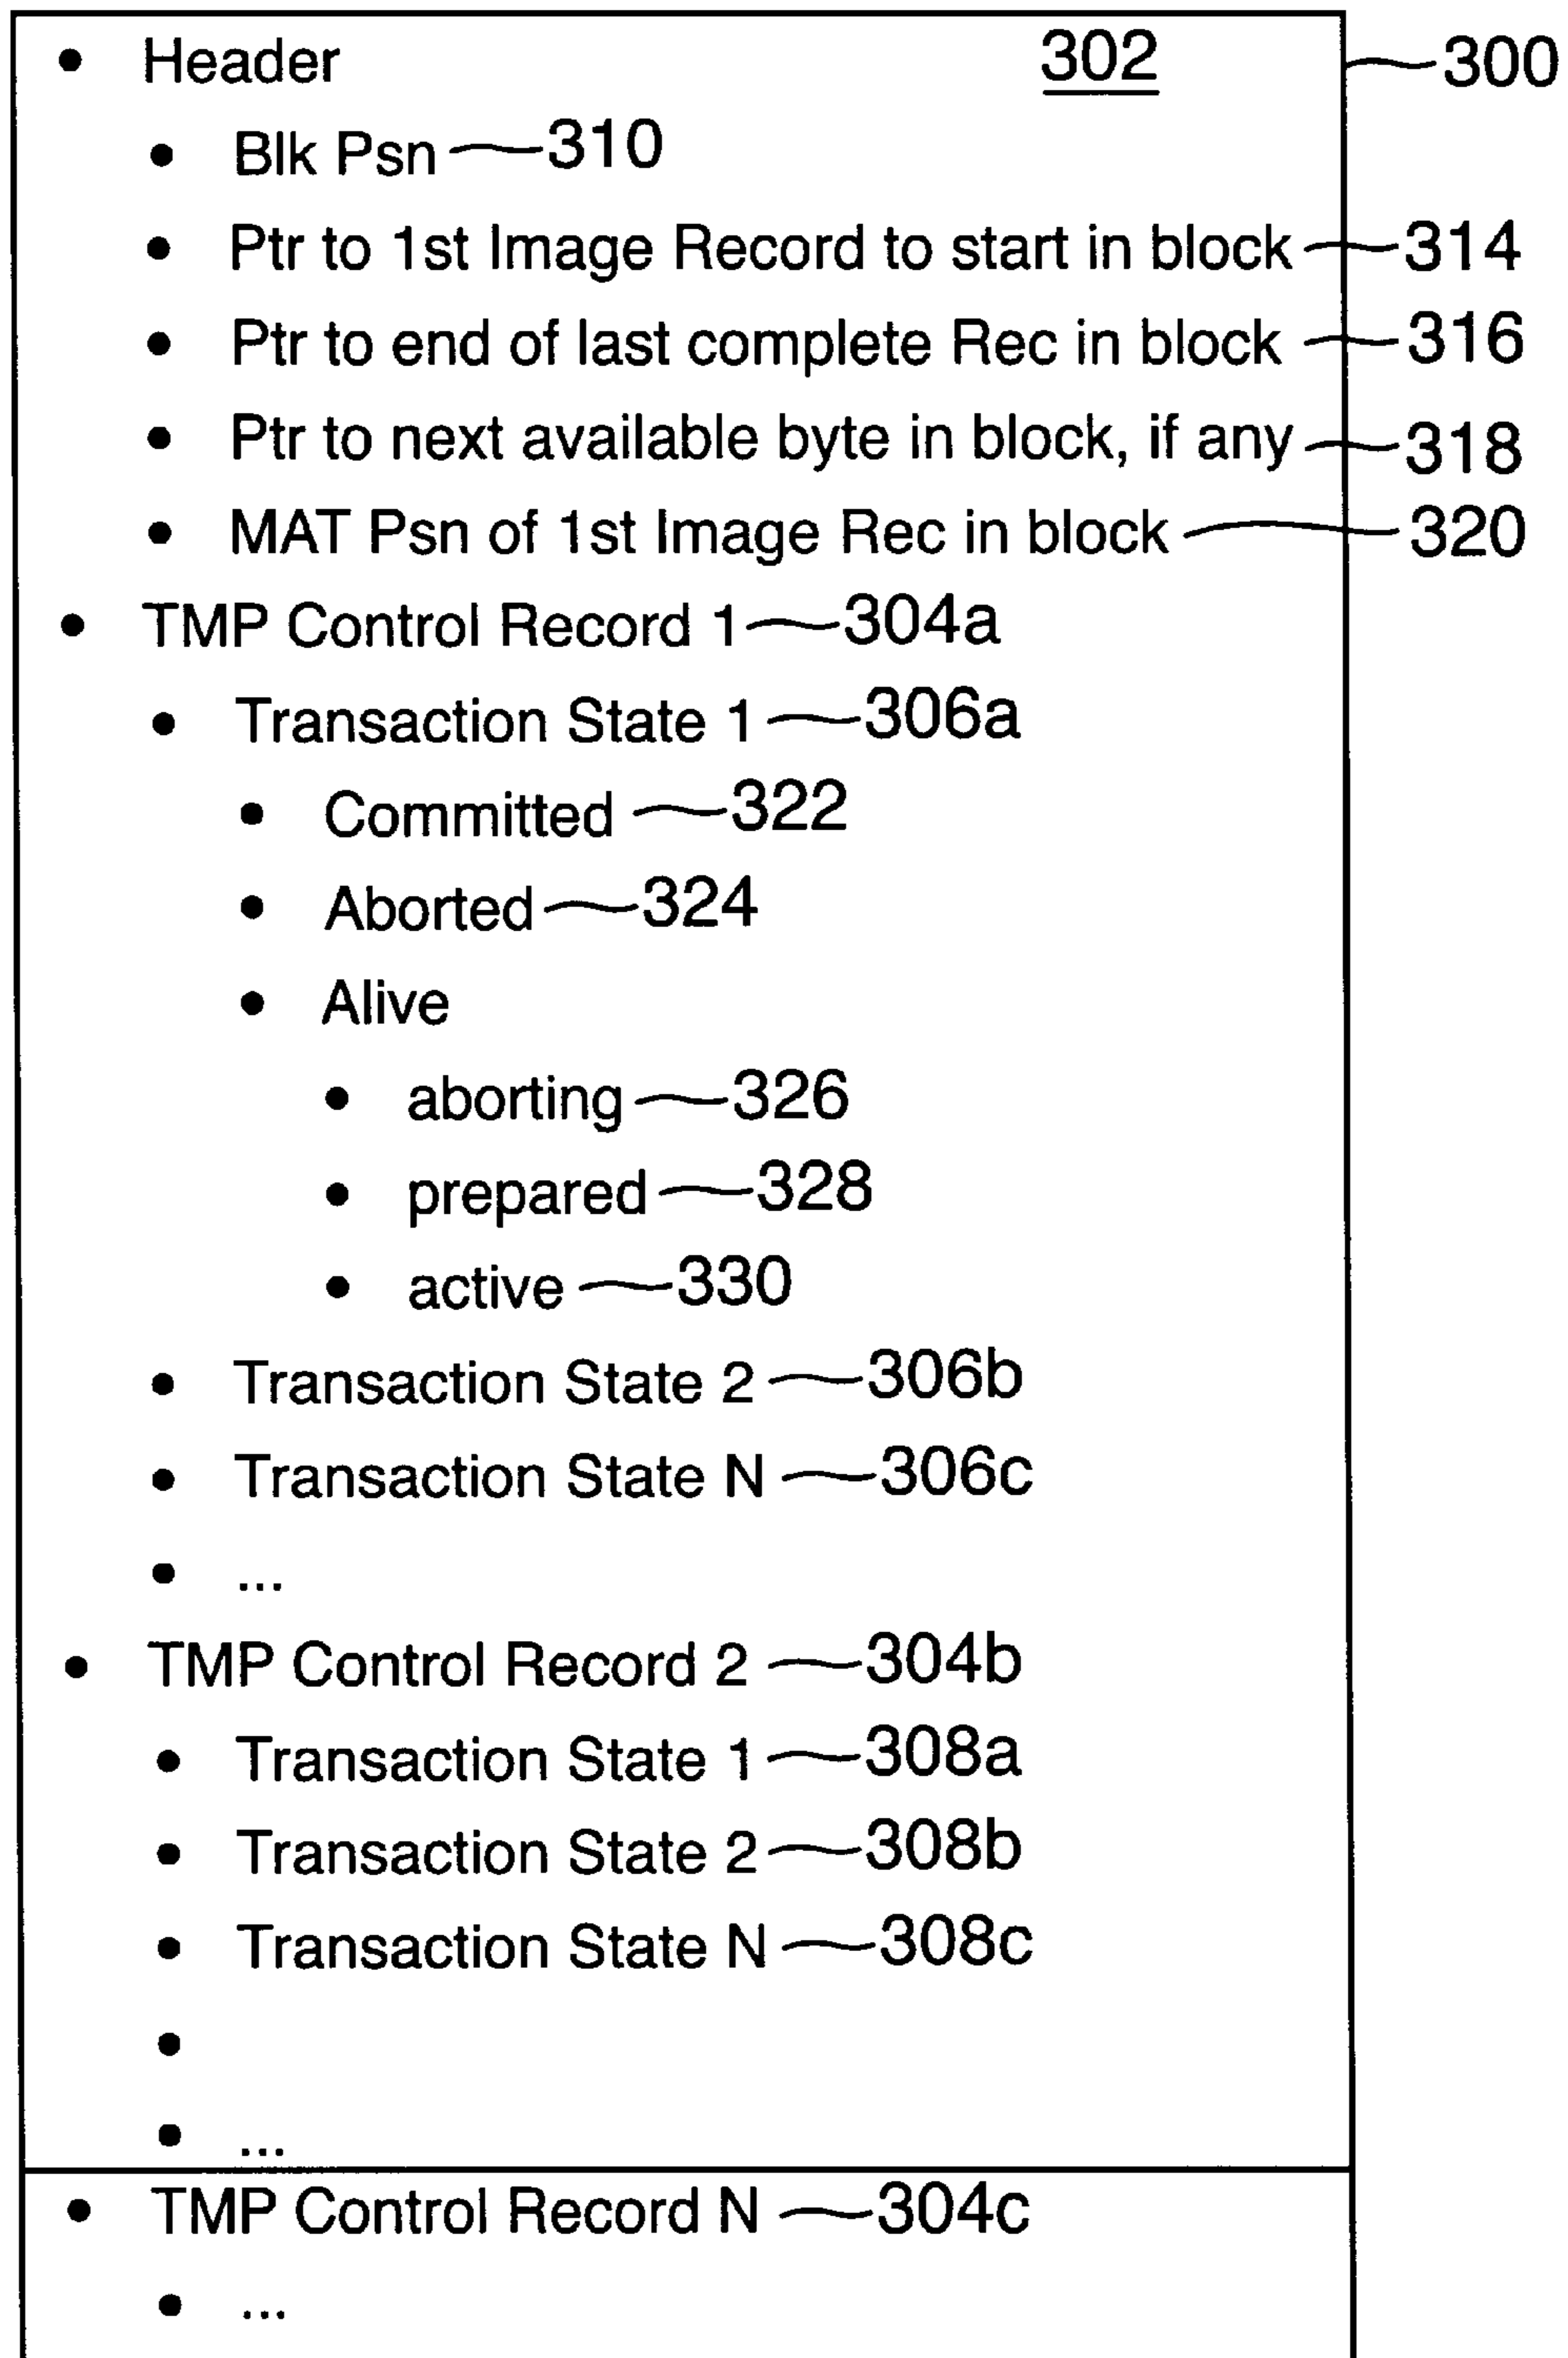 • Header 302 300
• Blk Psn 310
• Ptr to 1st Image Record to start in block 314
• Ptr to end of last complete Rec in block 316
• Ptr to next available byte in block, if any 318
• MAT Psn of 1st Image Rec in block 320
• TMP Control Record 1 304a
• Transaction State 1 306a
• Committed 322
• Aborted 324
• Alive
• aborting 326
• prepared 328
• active 330
• Transaction State 2 306b
• Transaction State N 306c
• ...
• TMP Control Record 2 304b
• Transaction State 1 308a
• Transaction State 2 308b
• Transaction State N 308c
•
• ...
• TMP Control Record N 304c
• ...